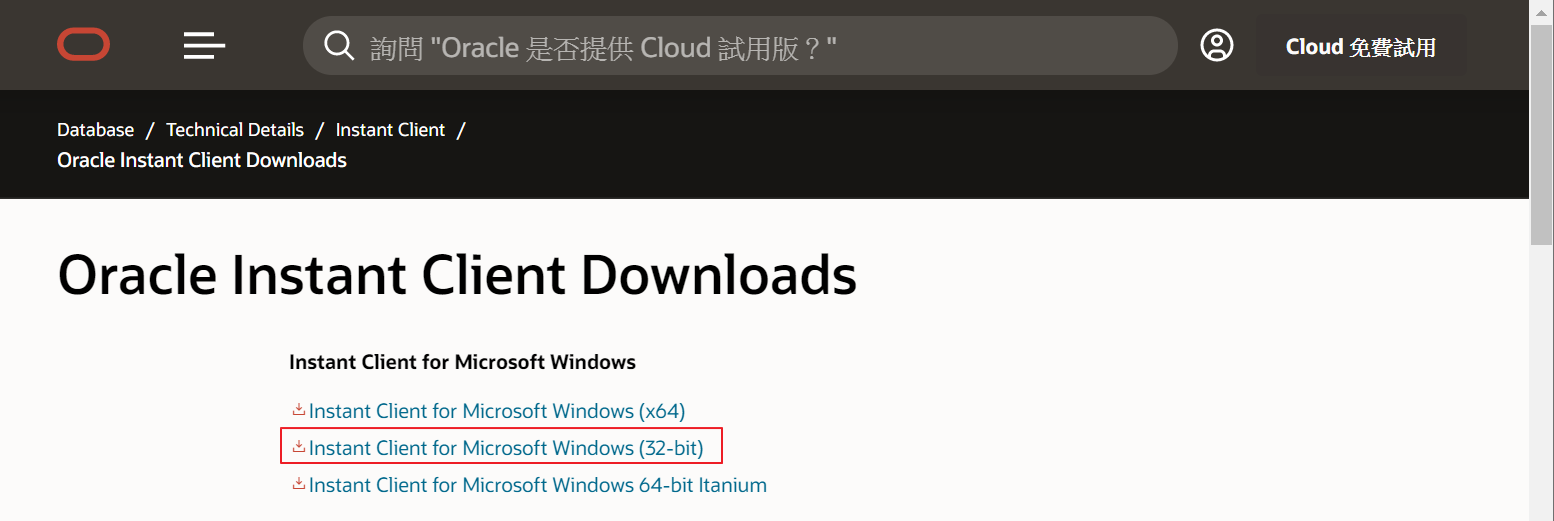 詢問 "Oracle 是否提供 Cloud 試用版？"
Cloud 免費試用
Database / Technical Details / Instant Client /
Oracle Instant Client Downloads
Oracle Instant Client Downloads
Instant Client for Microsoft Windows
Instant Client for Microsoft Windows (x64)
Instant Client for Microsoft Windows (32-bit)
Instant Client for Microsoft Windows 64-bit Itanium